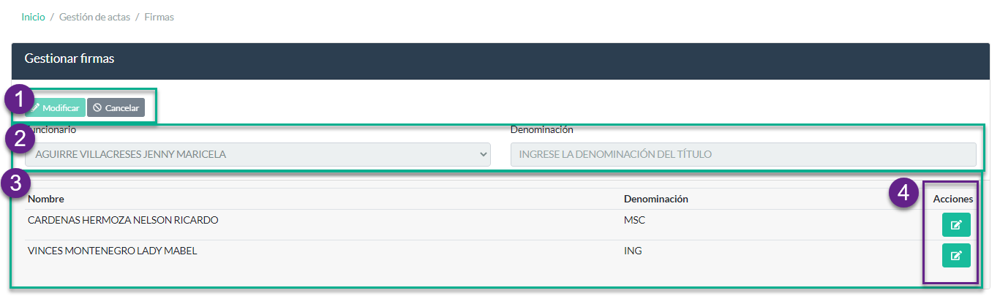 Inicio / Gestión de actas / Firmas
Gestionar firmas
1
Modificar Cancelar
2
uncionario Denominación
AGUIRRE VILLACRESES JENNY MARICELA INGRESE LA DENOMINACIÓN DEL TÍTULO
3
4
Nombre Denominación Acciones
CARDENAS HERMOZA NELSON RICARDO MSC
VINCES MONTENEGRO LADY MABEL ING